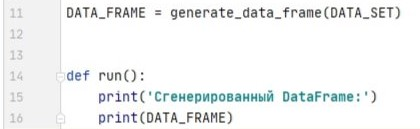 11 DATA_FRAME = generate_data_frame(DATA_SET)
12
13
14 def run():
15 print('Сгенерированный DataFrame:')
16 print(DATA_FRAME)